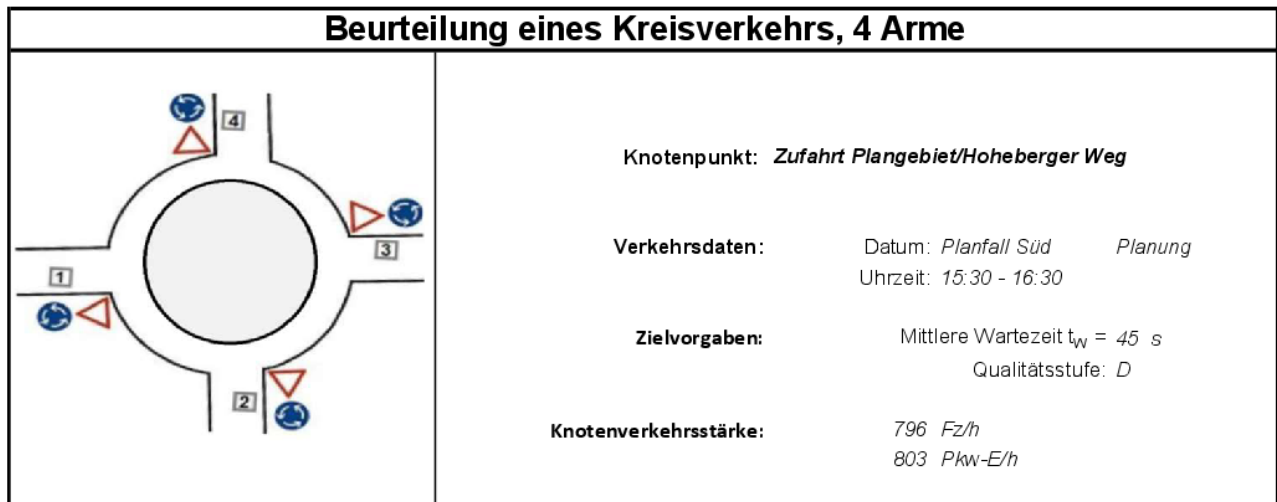 Beurteilung eines Kreisverkehrs, 4 Arme
4
3
1
2
Knotenpunkt: Zufahrt Plangebiet/Hoheberger Weg
Verkehrsdaten: Datum: Planfall Süd Planung
Uhrzeit: 15:30 - 16:30
Zielvorgaben: Mittlere Wartezeit tW = 45 s
Qualitätsstufe: D
Knotenverkehrsstärke: 796 Fz/h
803 Pkw-E/h